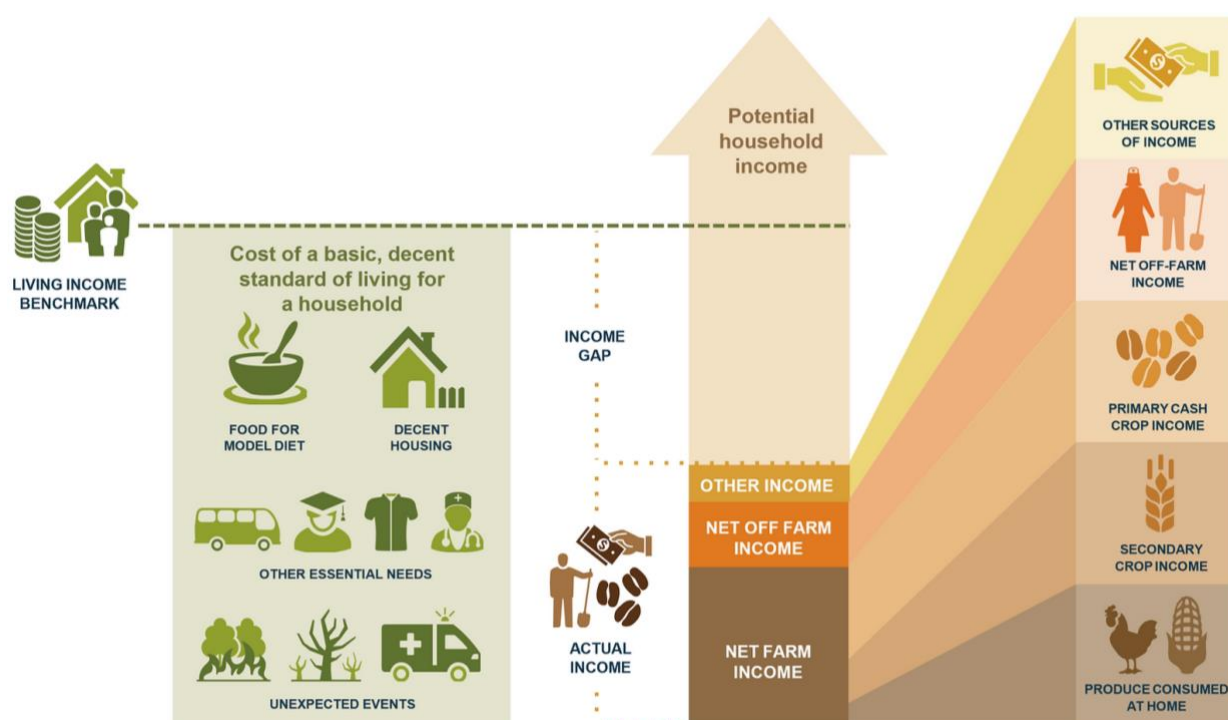 LIVING INCOME
BENCHMARK
Cost of a basic, decent
standard of living for
a household
FOOD FOR
MODEL DIET
DECENT
HOUSING
OTHER ESSENTIAL NEEDS
UNEXPECTED EVENTS
INCOME
GAP
$
ACTUAL
INCOME
Potential
household
income
OTHER INCOME
NET OFF FARM
INCOME
NET FARM
INCOME
$
OTHER SOURCES
OF INCOME
NET OFF-FARM
INCOME
PRIMARY CASH
CROP INCOME
SECONDARY
CROP INCOME
PRODUCE CONSUMED
AT HOME